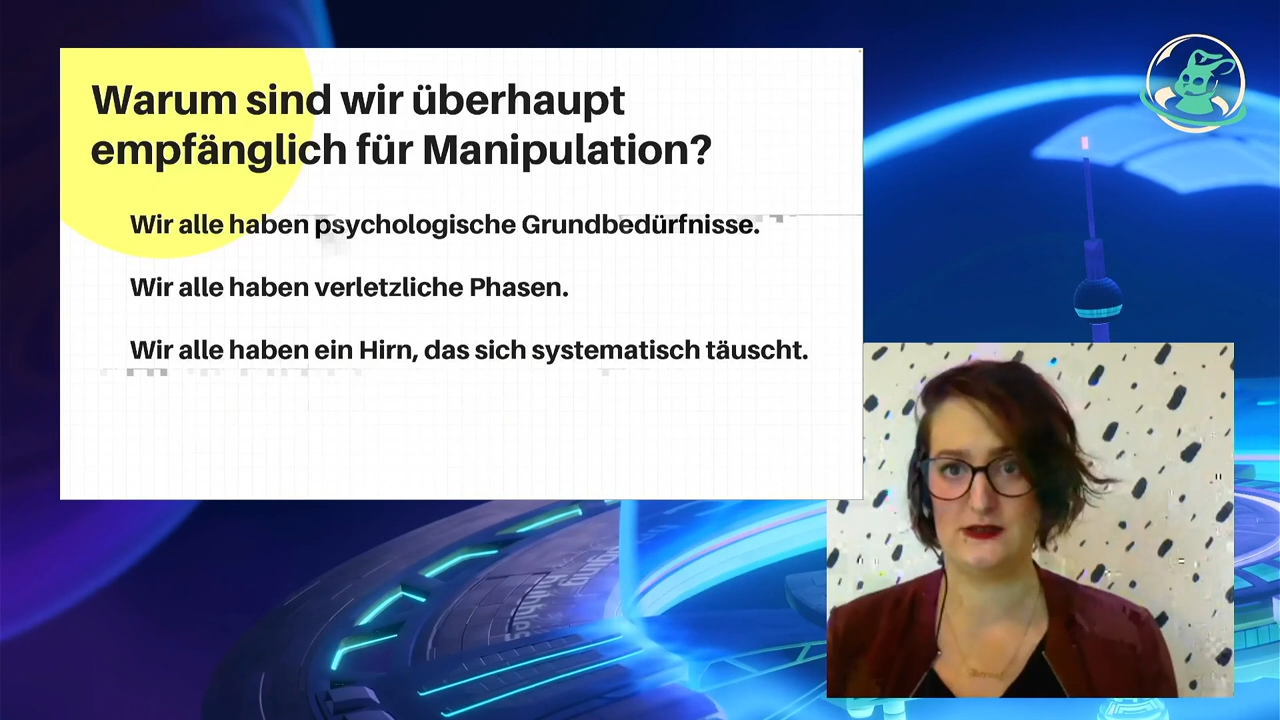 Warum sind wir überhaupt
empfänglich für Manipulation?
Wir alle haben psychologische Grundbedürfnisse.
Wir alle haben verletzliche Phasen.
Wir alle haben ein Hirn, das sich systematisch täuscht.